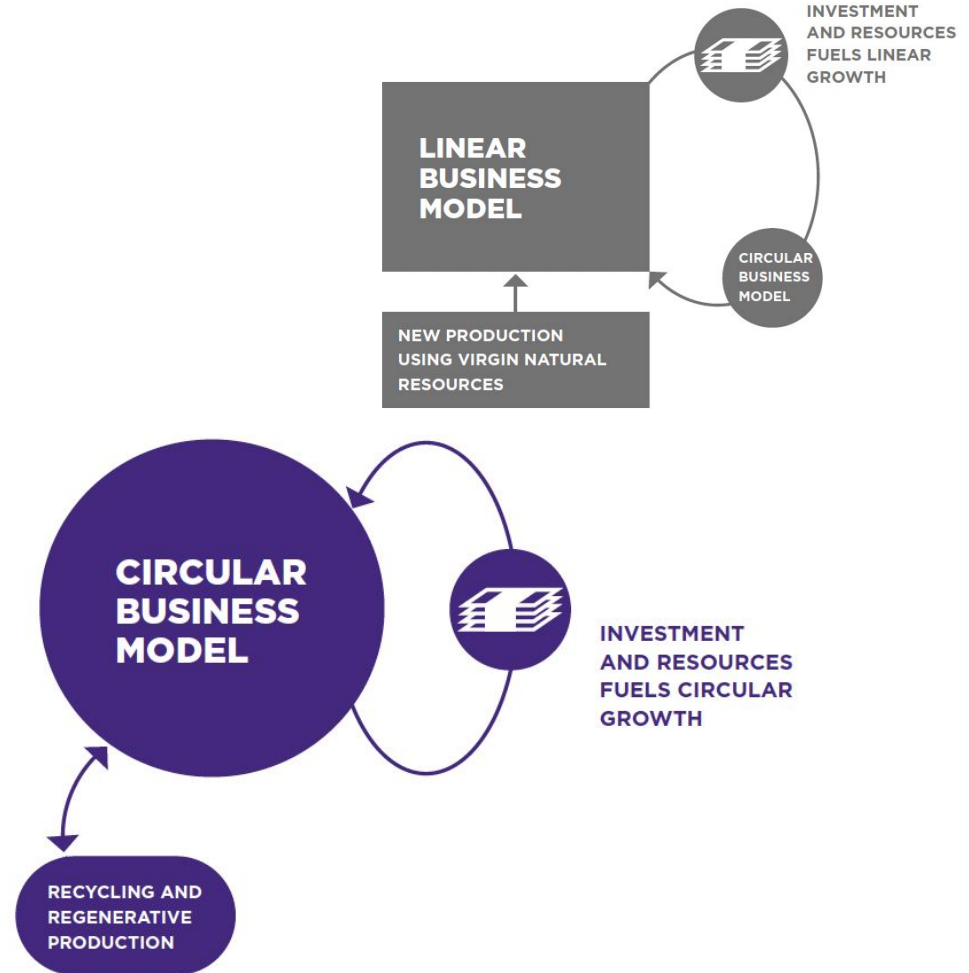 INVESTMENT
AND RESOURCES
FUELS LINEAR
GROWTH
LINEAR
BUSINESS
MODEL
CIRCULAR
BUSINESS
MODEL
NEW PRODUCTION
USING VIRGIN NATURAL
RESOURCES
CIRCULAR
BUSINESS
MODEL
INVESTMENT
AND RESOURCES
FUELS CIRCULAR
GROWTH
RECYCLING AND
REGENERATIVE
PRODUCTION